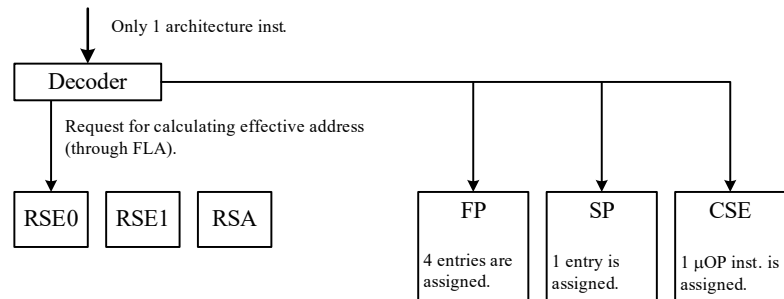 Only 1 architecture inst.
Decoder
Request for calculating effective address
(through FLA).
RSE0
RSE1
RSA
FP
4 entries are
assigned.
SP
1 entry is
assigned.
CSE
1 μOP inst. is
assigned.